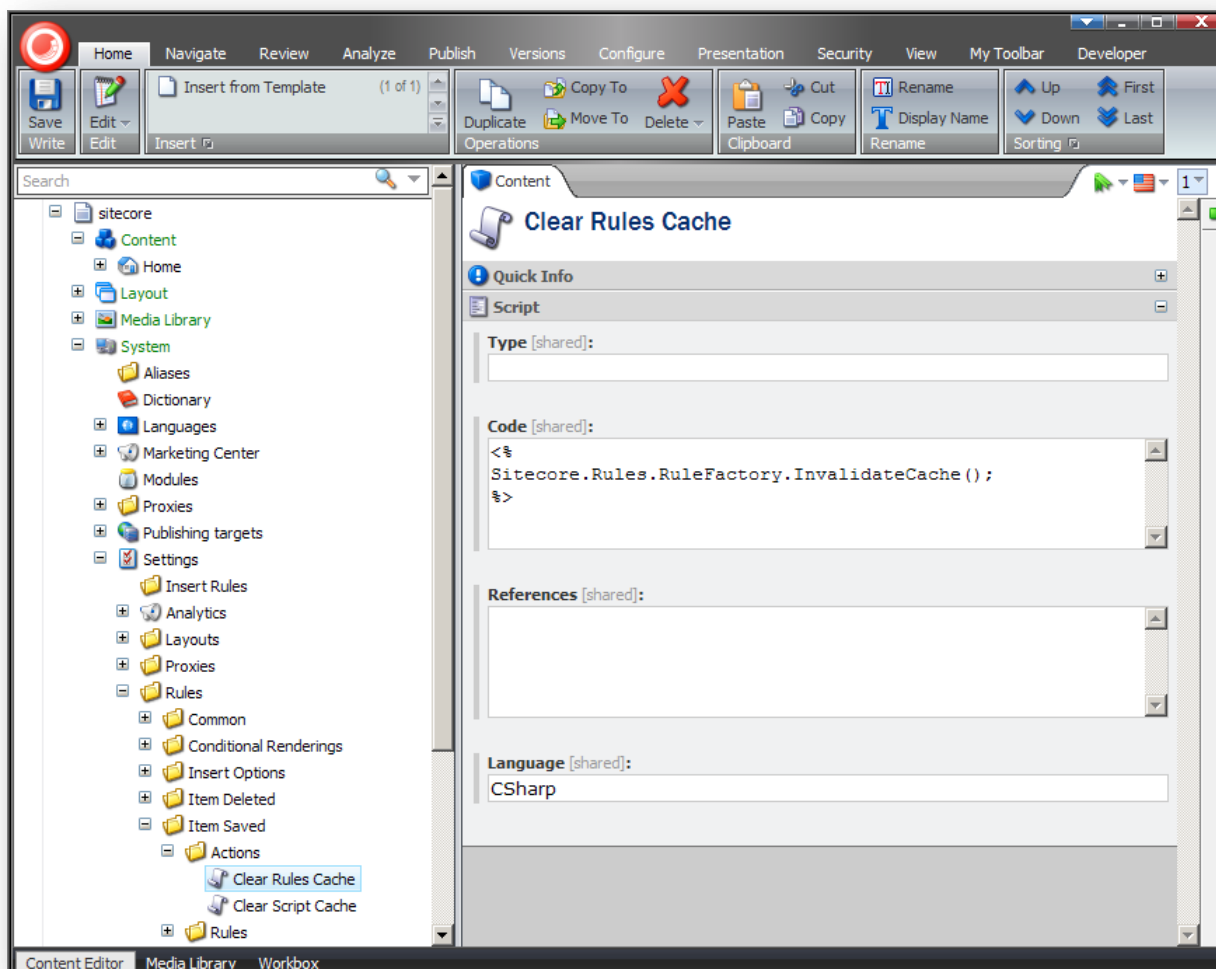 Home Navigate Review Analyze Publish Versions Configure Presentation Security View My Toolbar Developer
Save
Write
Edit
Edit
Insert from Template (1 of 1)
Insert
Duplicate
Copy To
Move To
Delete
Operations
Paste
Cut
Copy
Clipboard
Rename
Display Name
Rename
Up
Down
First
Last
Sorting
Search
sitecore
Content
Home
Layout
Media Library
System
Aliases
Dictionary
Languages
Marketing Center
Modules
Proxies
Publishing targets
Settings
Insert Rules
Analytics
Layouts
Proxies
Rules
Common
Conditional Renderings
Insert Options
Item Deleted
Item Saved
Actions
Clear Rules Cache
Clear Script Cache
Rules
Content
1
Clear Rules Cache
Quick Info
Script
Type [shared]:
Code [shared]:
<%
Sitecore.Rules.RuleFactory.InvalidateCache();
%>
References [shared]:
Language [shared]:
CSharp
Content Editor Media Library Workbox